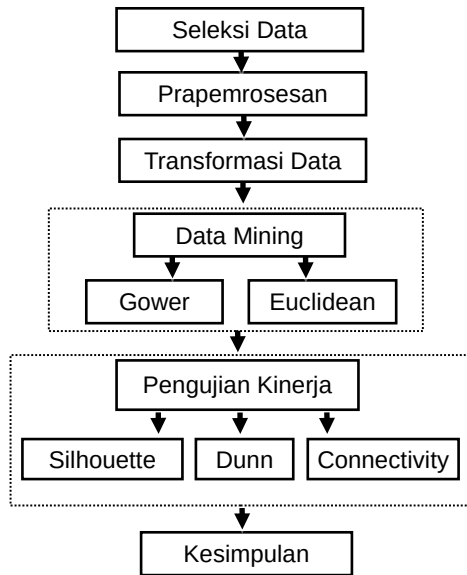 Seleksi Data
Prapemrosesan
Transformasi Data
Data Mining
Gower
Euclidean
Pengujian Kinerja
Silhouette
Dunn
Connectivity
Kesimpulan